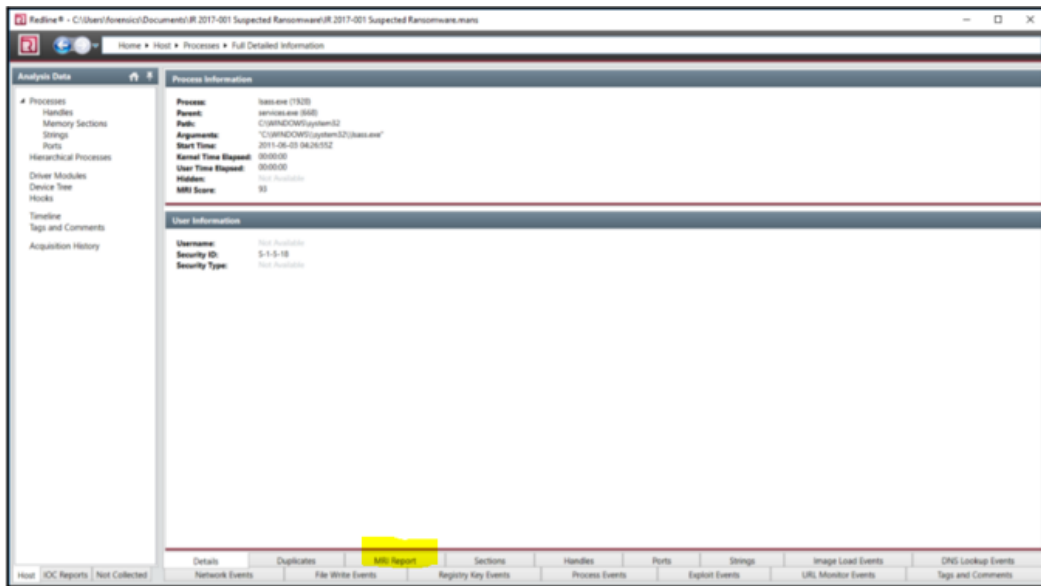 Redline® - C:\Users\forensics\Documents\IR 2017-001 Suspected Ransomware\IR 2017-001 Suspected Ransomware.mans
Home ▸ Host ▸ Processes ▸ Full Detailed Information
Analysis Data
Processes
Handles
Memory Sections
Strings
Ports
Hierarchical Processes
Driver Modules
Device Tree
Hooks
Timeline
Tags and Comments
Acquisition History
Host IOC Reports Not Collected
Process Information
Process: lsass.exe (1928)
Parent: services.exe (668)
Path: C:\WINDOWS\system32
Arguments: "C:\WINDOWS\\system32\\lsass.exe"
Start Time: 2011-06-03 04:26:55Z
Kernel Time Elapsed: 00:00:00
User Time Elapsed: 00:00:00
Hidden: Not Available
MRI Score: 93
User Information
Username: Not Available
Security ID: S-1-5-18
Security Type: Not Available
Details Duplicates MRI Report Sections Handles Ports Strings Image Load Events DNS Lookup Events
Network Events File Write Events Registry Key Events Process Events Exploit Events URL Monitor Events Tags and Comments